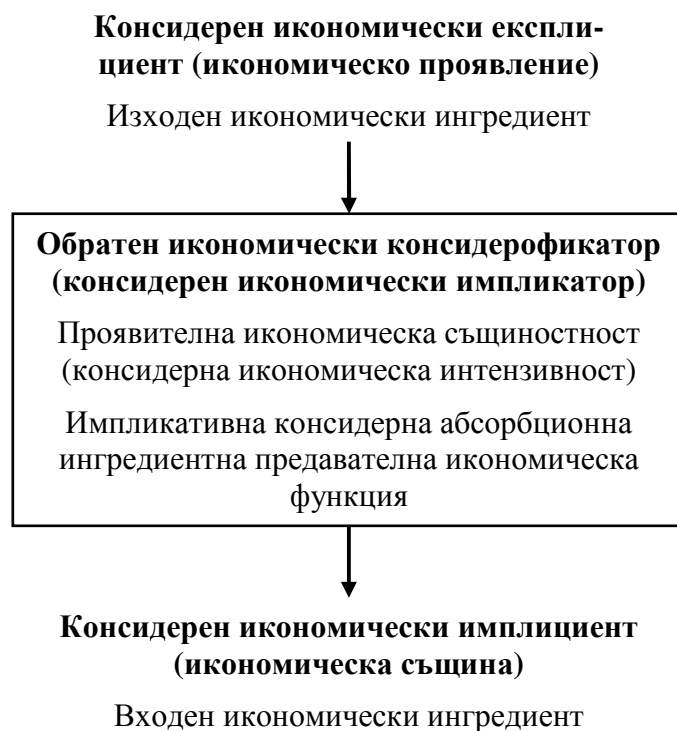 Консидерен икономически експли-
циент (икономическо проявление)
Изходен икономически ингредиент
Обратен икономически консидерофикатор
(консидерен икономически импликатор)
Проявителна икономическа същиностност
(консидерна икономическа интензивност)
Импликативна консидерна абсорбционна
ингредиентна предавателна икономическа
функция
Консидерен икономически имплициент
(икономическа същина)
Входен икономически ингредиент